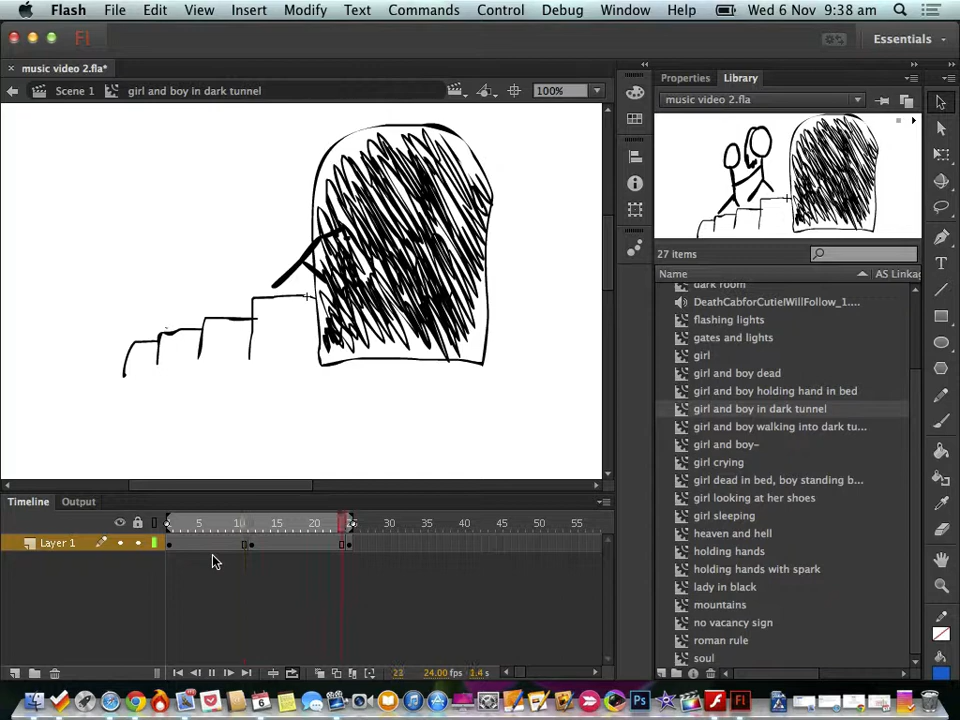 Flash File Edit View Insert Modify Text Commands Control Debug Window Help Wed 6 Nov 9:38 am
Fl Essentials
× music video 2.fla*
Properties Library
Scene 1 girl and boy in dark tunnel 100%
music video 2.fla
27 items
Name AS Linkag
dark room
DeathCabforCutieIWillFollow_1....
flashing lights
gates and lights
girl
girl and boy dead
girl and boy holding hand in bed
girl and boy in dark tunnel
girl and boy walking into dark tu...
girl and boy-
girl crying
girl dead in bed, boy standing b...
girl looking at her shoes
girl sleeping
heaven and hell
holding hands
holding hands with spark
lady in black
mountains
no vacancy sign
roman rule
soul
Timeline Output
5 10 15 20 25 30 35 40 45 50 55
Layer 1
22 24.00 fps 1.4 s